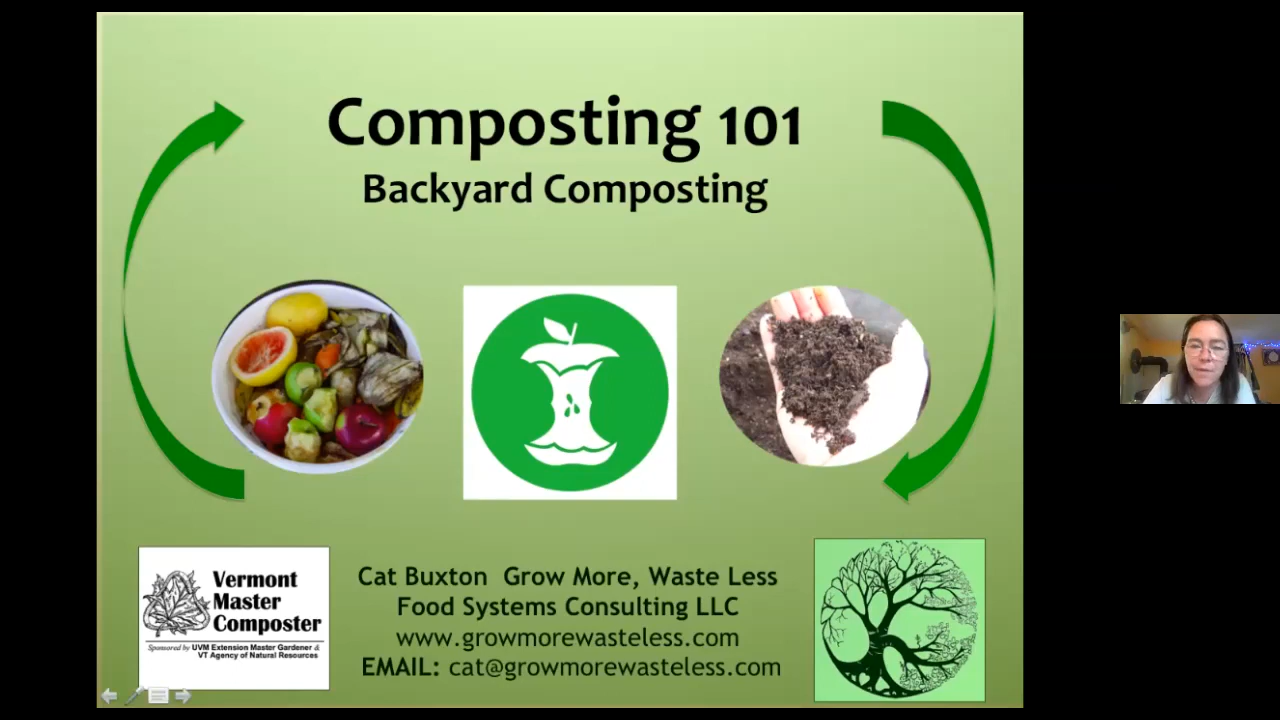 Composting 101
Backyard Composting
Vermont
Master
Composter
Sponsored by UVM Extension Master Gardener &
VT Agency of Natural Resources
Cat Buxton Grow More, Waste Less
Food Systems Consulting LLC
www.growmorewasteless.com
EMAIL: cat@growmorewasteless.com